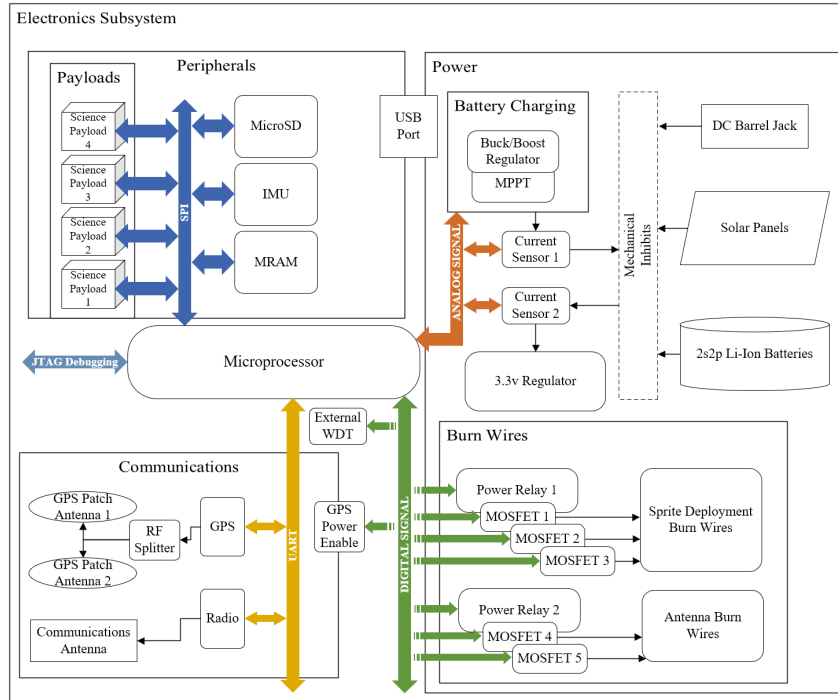 Electronics Subsystem
Peripherals
Payloads
Science
Payload
4
Science
Payload
3
Science
Payload
2
Science
Payload
1
SPI
MicroSD
IMU
MRAM
USB
Port
Power
Battery Charging
Buck/Boost
Regulator
MPPT
Current
Sensor 1
Current
Sensor 2
3.3v Regulator
ANALOG SIGNAL
Mechanical
Inhibits
DC Barrel Jack
Solar Panels
2s2p Li-Ion Batteries
JTAG Debugging
Microprocessor
External
WDT
Communications
GPS Patch
Antenna 1
GPS Patch
Antenna 2
RF
Splitter
GPS
Radio
Communications
Antenna
UART
GPS
Power
Enable
DIGITAL SIGNAL
Burn Wires
Power Relay 1
MOSFET 1
MOSFET 2
MOSFET 3
Sprite Deployment
Burn Wires
Power Relay 2
MOSFET 4
MOSFET 5
Antenna Burn
Wires